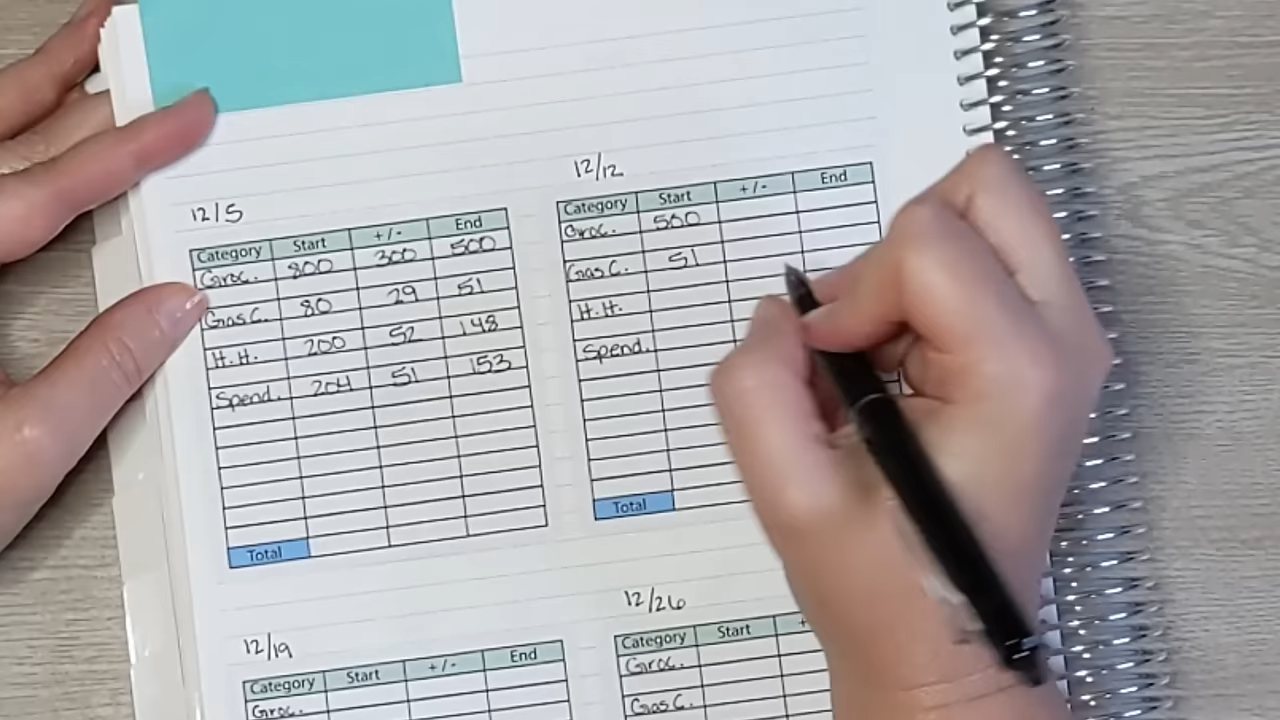 12/5
Category Start +/- End
Groc. 800 300 500
Gas C. 80 29 51
H.H. 200 52 148
Spend. 204 51 153
Total
12/12
Category Start +/- End
Groc. 500
Gas C. 51
H.H.
Spend.
Total
12/19
Category Start +/- End
Groc.
12/26
Category Start +
Groc.
Gas C.